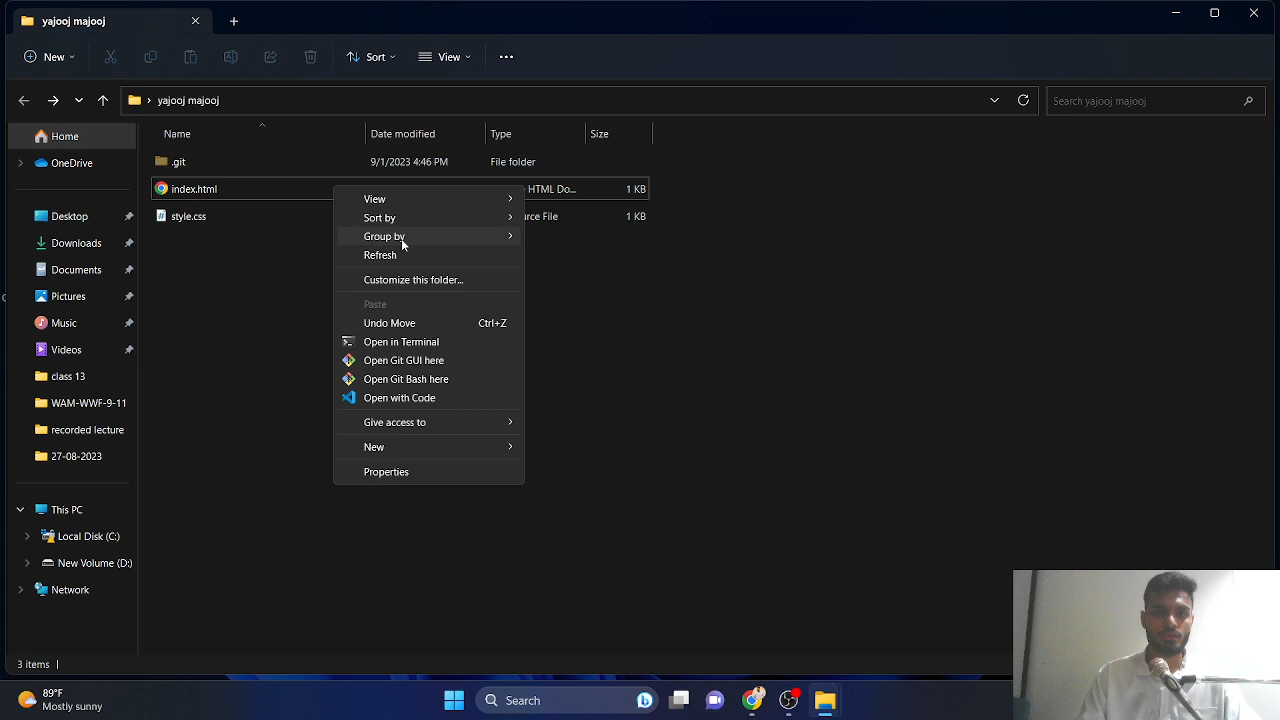 yajooj majooj
New
Sort
View
yajooj majooj
Search yajooj majooj
Home
OneDrive
Desktop
Downloads
Documents
Pictures
Music
Videos
class 13
WAM-WWF-9-11
recorded lecture
27-08-2023
This PC
Local Disk (C:)
New Volume (D:)
Network
Name Date modified Type Size
.git 9/1/2023 4:46 PM File folder
index.html HTML Do... 1 KB
style.css urce File 1 KB
View
Sort by
Group by
Refresh
Customize this folder...
Paste
Undo Move Ctrl+Z
Open in Terminal
Open Git GUI here
Open Git Bash here
Open with Code
Give access to
New
Properties
3 items
89°F
Mostly sunny
Search